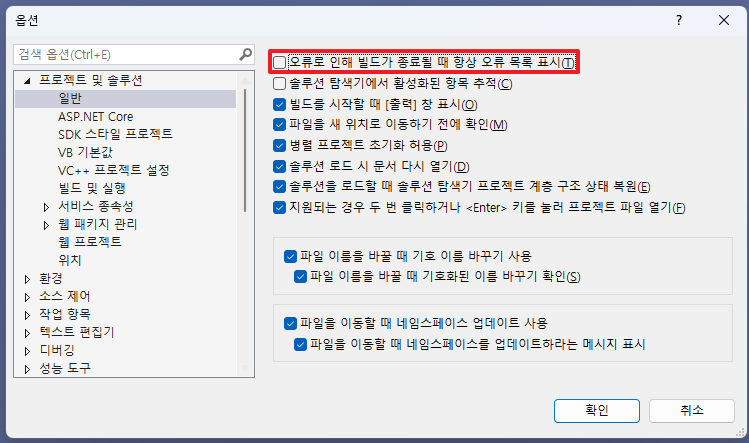 옵션
?
검색 옵션(Ctrl+E)
프로젝트 및 솔루션
일반
ASP.NET Core
SDK 스타일 프로젝트
VB 기본값
VC++ 프로젝트 설정
빌드 및 실행
서비스 종속성
웹 패키지 관리
웹 프로젝트
위치
환경
소스 제어
작업 항목
텍스트 편집기
디버깅
성능 도구
오류로 인해 빌드가 종료될 때 항상 오류 목록 표시(T)
솔루션 탐색기에서 활성화된 항목 추적(C)
빌드를 시작할 때 [출력] 창 표시(O)
파일을 새 위치로 이동하기 전에 확인(M)
병렬 프로젝트 초기화 허용(P)
솔루션 로드 시 문서 다시 열기(D)
솔루션을 로드할 때 솔루션 탐색기 프로젝트 계층 구조 상태 복원(E)
지원되는 경우 두 번 클릭하거나 <Enter> 키를 눌러 프로젝트 파일 열기(F)
파일 이름을 바꿀 때 기호 이름 바꾸기 사용
파일 이름을 바꿀 때 기호화된 이름 바꾸기 확인(S)
파일을 이동할 때 네임스페이스 업데이트 사용
파일을 이동할 때 네임스페이스를 업데이트하라는 메시지 표시
확인
취소